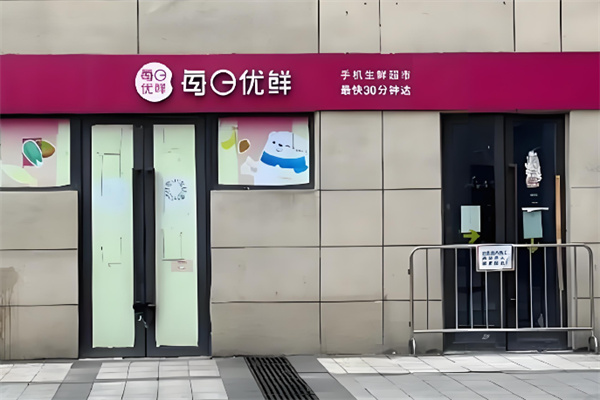 每日
优鲜
每日优鲜
手机生鲜超市
最快30分钟达